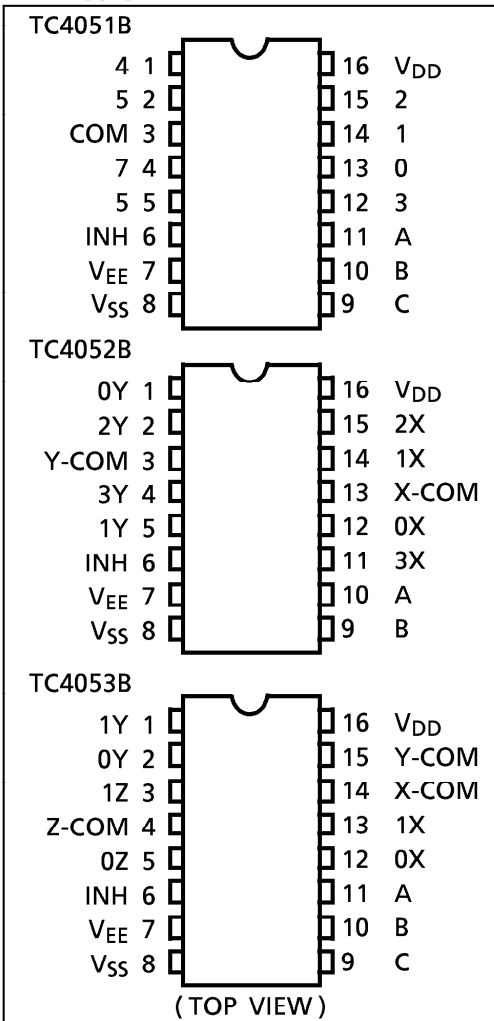 TC4051B
4 1 16 VDD
5 2 15 2
COM 3 14 1
7 4 13 0
5 5 12 3
INH 6 11 A
VEE 7 10 B
VSS 8 9 C
TC4052B
0Y 1 16 VDD
2Y 2 15 2X
Y-COM 3 14 1X
3Y 4 13 X-COM
1Y 5 12 0X
INH 6 11 3X
VEE 7 10 A
VSS 8 9 B
TC4053B
1Y 1 16 VDD
0Y 2 15 Y-COM
1Z 3 14 X-COM
Z-COM 4 13 1X
0Z 5 12 0X
INH 6 11 A
VEE 7 10 B
VSS 8 9 C
(TOP VIEW)